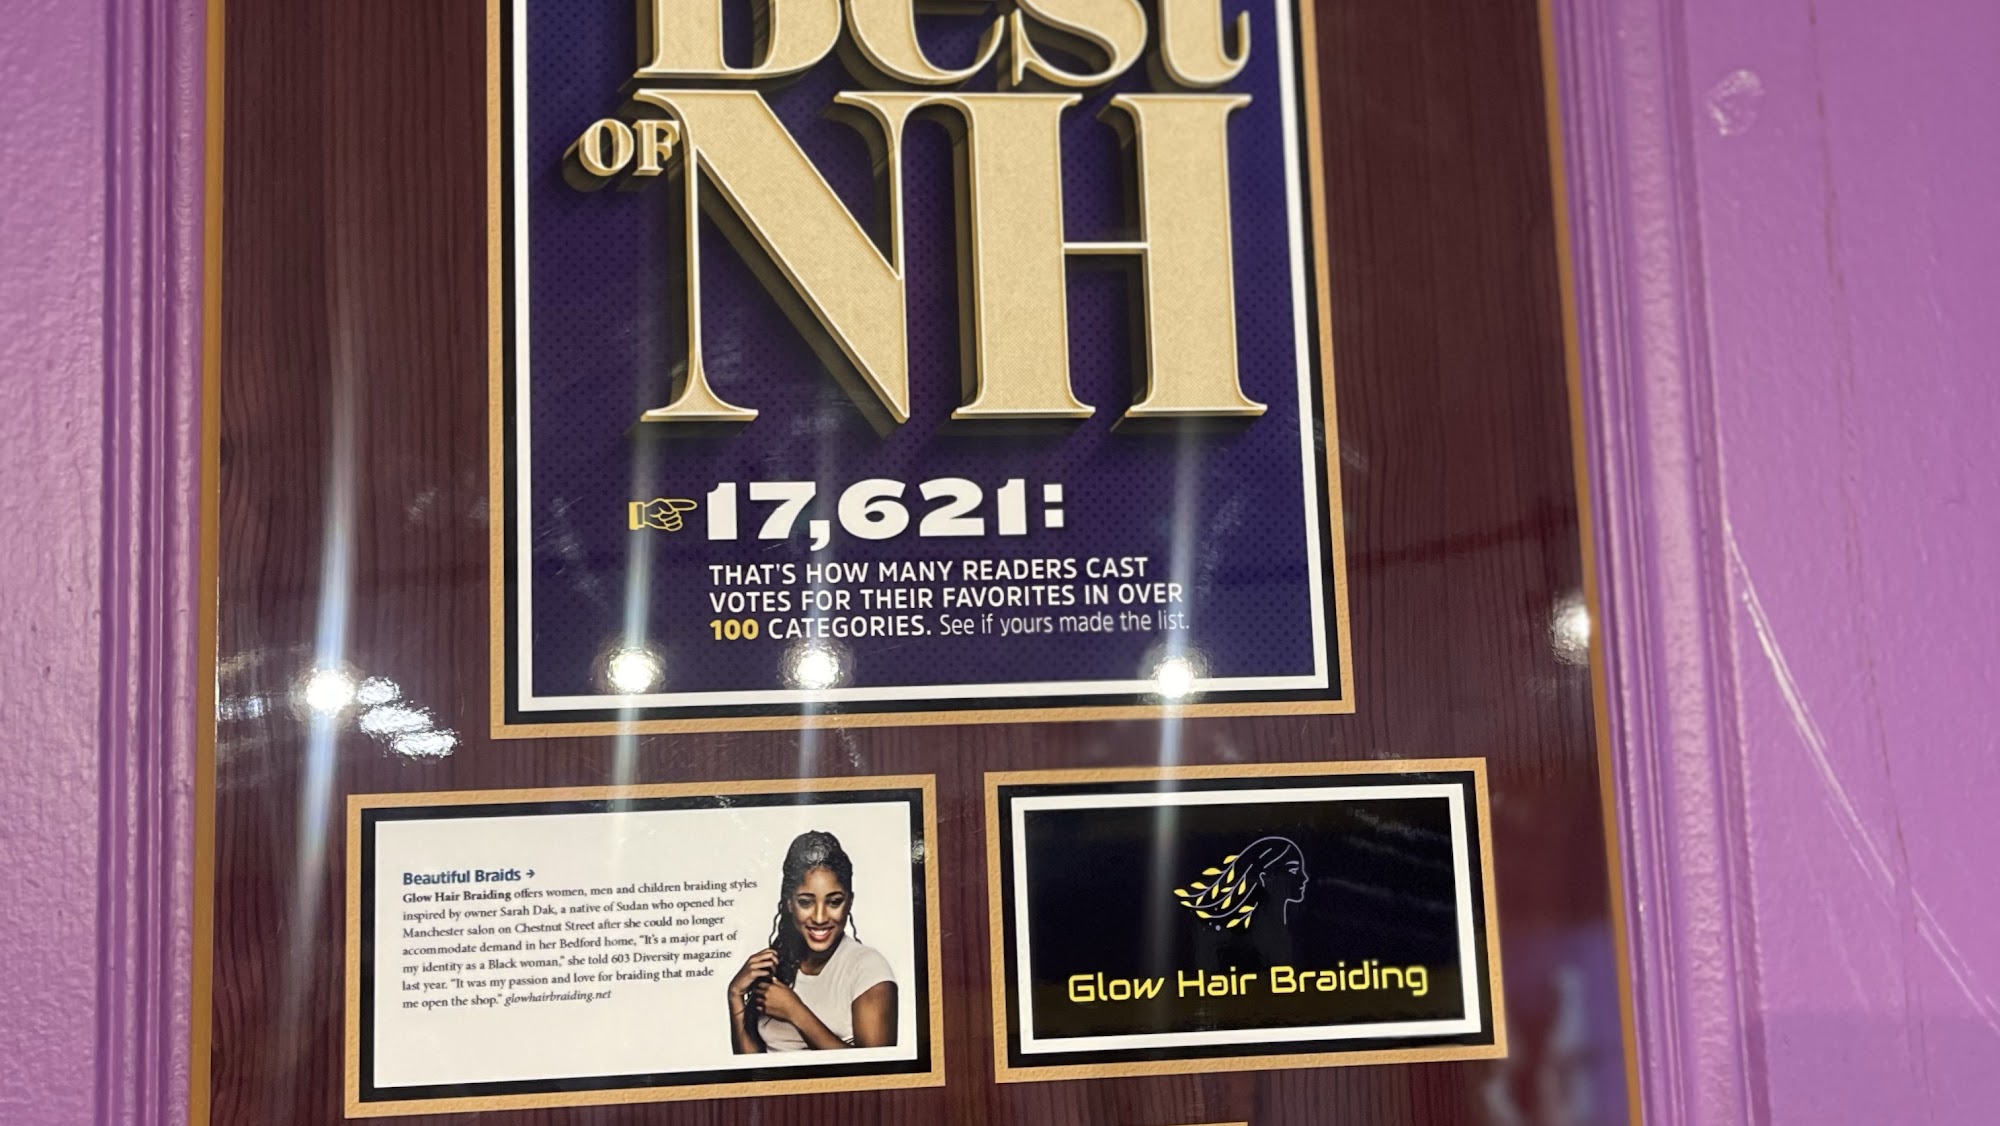 Best
OF
NH
17,621:
THAT'S HOW MANY READERS CAST
VOTES FOR THEIR FAVORITES IN OVER
100 CATEGORIES. See if yours made the list.
Beautiful Braids →
Glow Hair Braiding offers women, men and children braiding styles
inspired by owner Sarah Dak, a native of Sudan who opened her
Manchester salon on Chestnut Street after she could no longer
accommodate demand in her Bedford home, "It's a major part of
my identity as a Black woman," she told 603 Diversity magazine
last year. "It was my passion and love for braiding that made
me open the shop." glowhairbraiding.net
Glow Hair Braiding